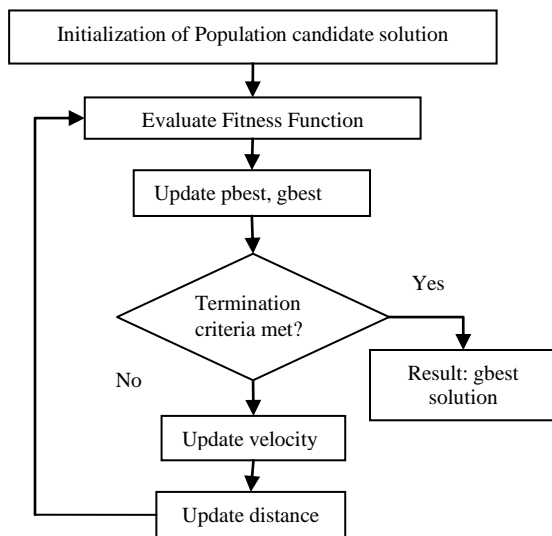 Initialization of Population candidate solution
Evaluate Fitness Function
Update pbest, gbest
Termination
criteria met?
Yes
Result: gbest
solution
No
Update velocity
Update distance